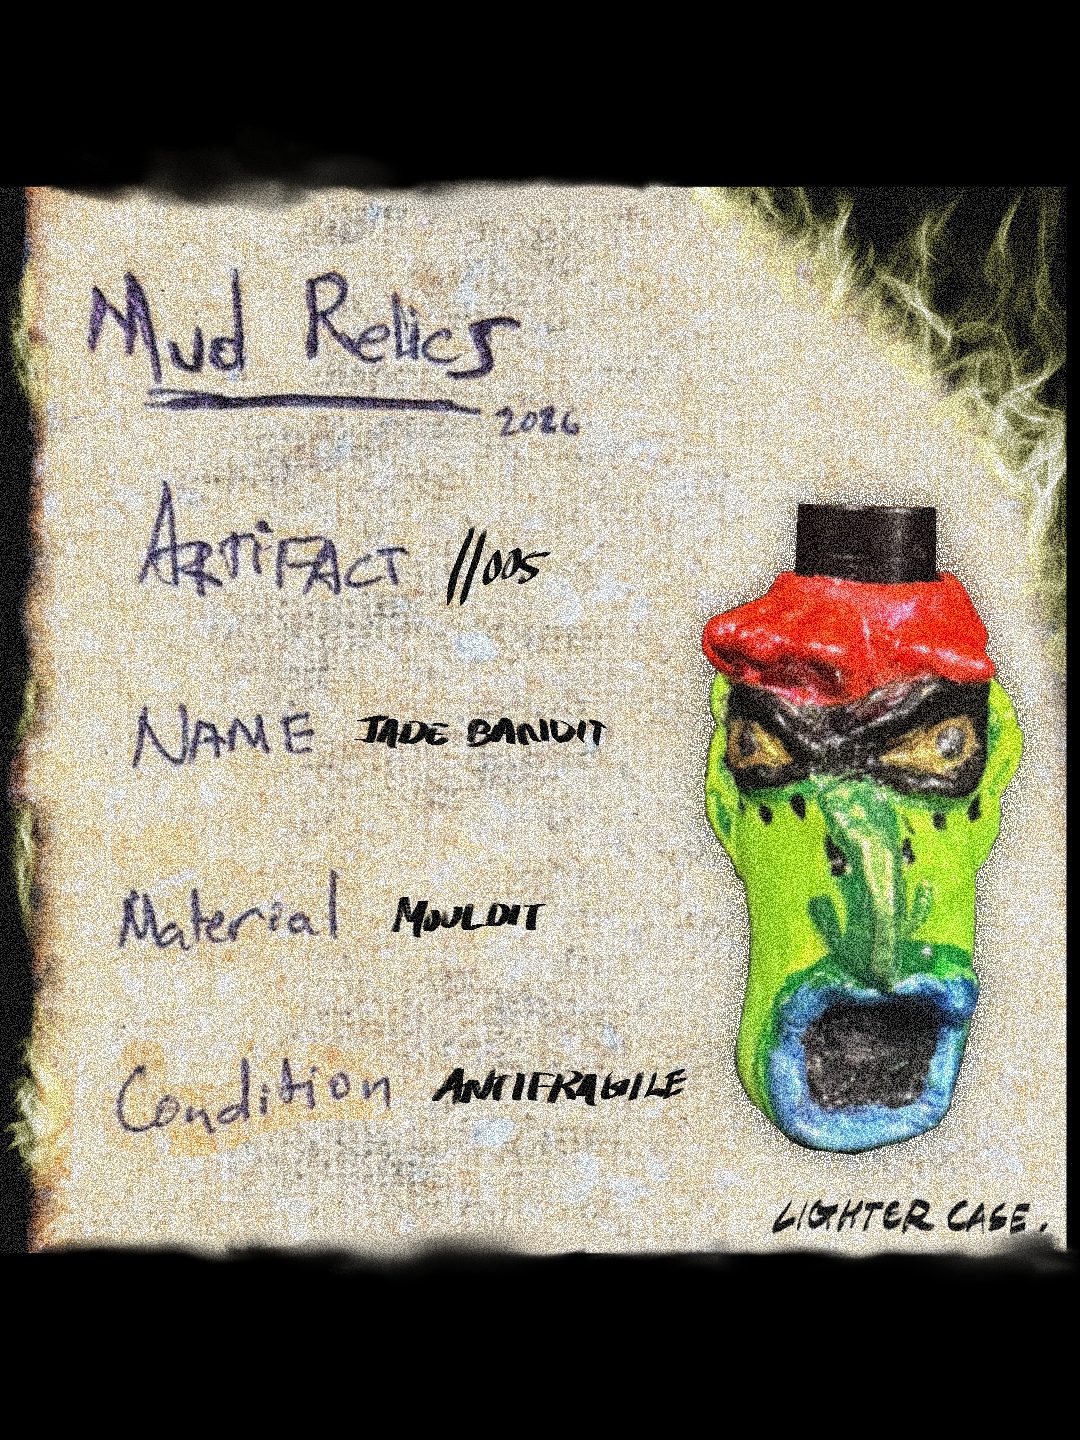 Mud Relics
2026
ARTiFACT //005
NAME JADE BANDIT
Material MOULDIT
Condition ANTIFRAGILE
LIGHTER CASE.